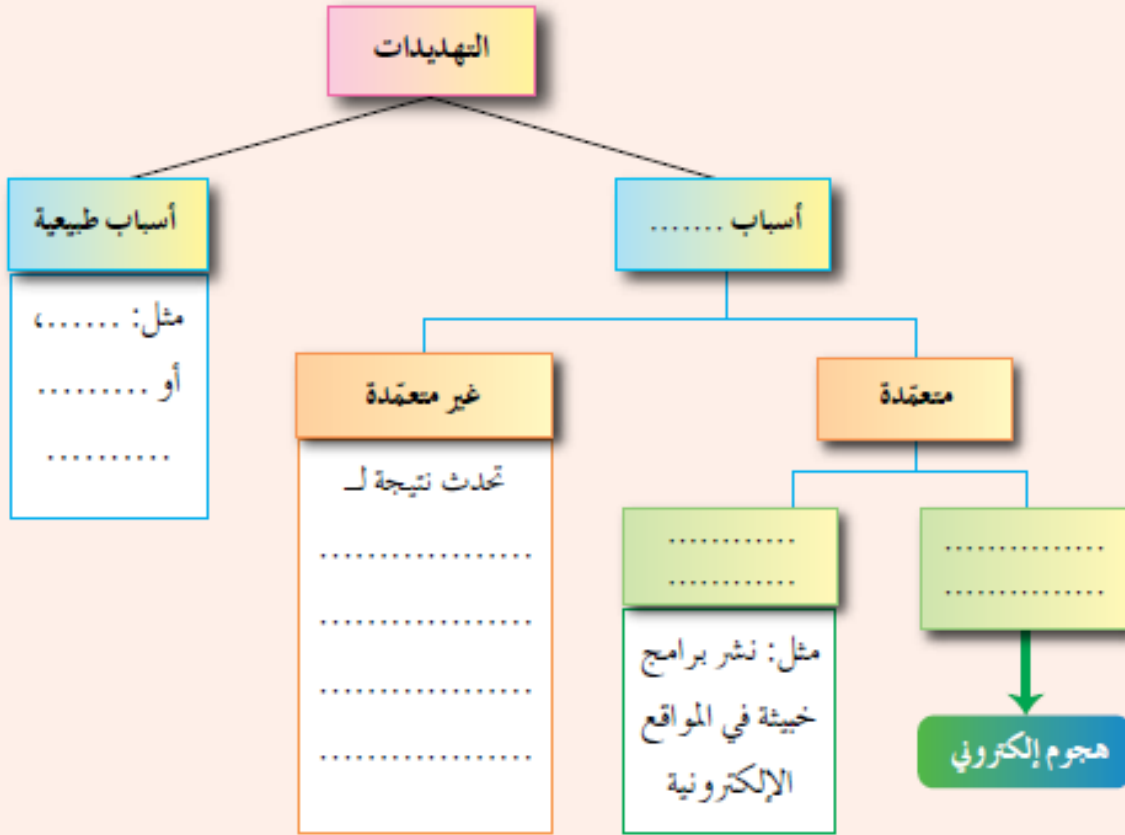 التهديدات
أسباب .......
أسباب طبيعية
مثل: ......،
أو .........
..........
متعمّدة
غير متعمّدة
تحدث نتيجة لــ
..................
..................
..................
..................
...............
...............
هجوم إلكتروني
............
............
مثل: نشر برامج
خبيثة في المواقع
الإلكترونية